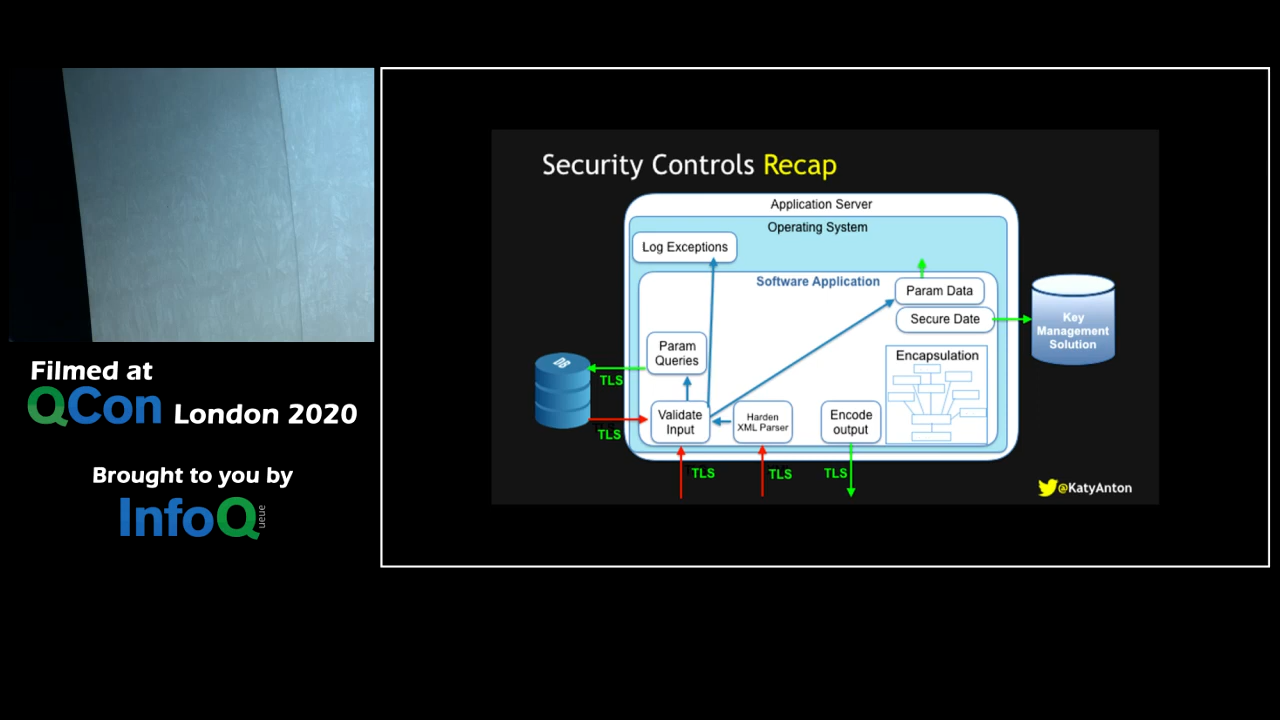 Security Controls Recap
Application Server
Operating System
Log Exceptions
Software Application
Param Data
Secure Date
Key
Management
Solution
Param
Queries
Encapsulation
DB
TLS
TLS
Validate
Input
Harden
XML Parser
Encode
output
TLS
TLS
TLS
@KatyAnton
Filmed at
QCon London 2020
Brought to you by
InfoQ
ueue